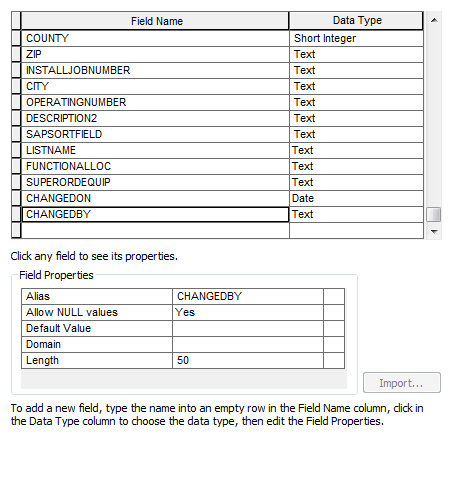 Field Name Data Type
COUNTY Short Integer
ZIP Text
INSTALLJOBNUMBER Text
CITY Text
OPERATINGNUMBER Text
DESCRIPTION2 Text
SAPSORTFIELD Text
LISTNAME Text
FUNCTIONALLOC Text
SUPERORDEQUIP Text
CHANGEDON Date
CHANGEDBY Text
Click any field to see its properties.
Field Properties
Alias CHANGEDBY
Allow NULL values Yes
Default Value
Domain
Length 50
Import...
To add a new field, type the name into an empty row in the Field Name column, click in
the Data Type column to choose the data type, then edit the Field Properties.